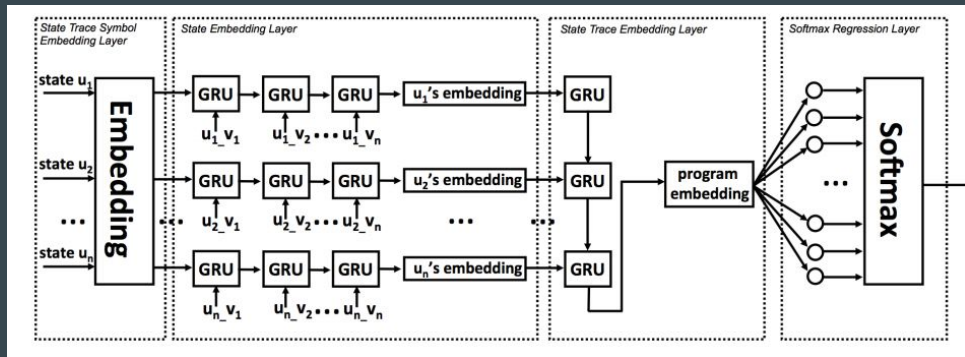 State Trace Symbol
Embedding Layer
State Embedding Layer
State Trace Embedding Layer
Softmax Regression Layer
state u1
state u2
...
state un
Embedding
...
GRU GRU GRU u1's embedding GRU
u1_v1 u1_v2 ... u1_vn
GRU GRU GRU u2's embedding GRU
u2_v1 u2_v2 ... u2_vn ... ...
GRU GRU GRU un's embedding GRU
un_v1 un_v2 ... un_vn
program
embedding
...
Softmax